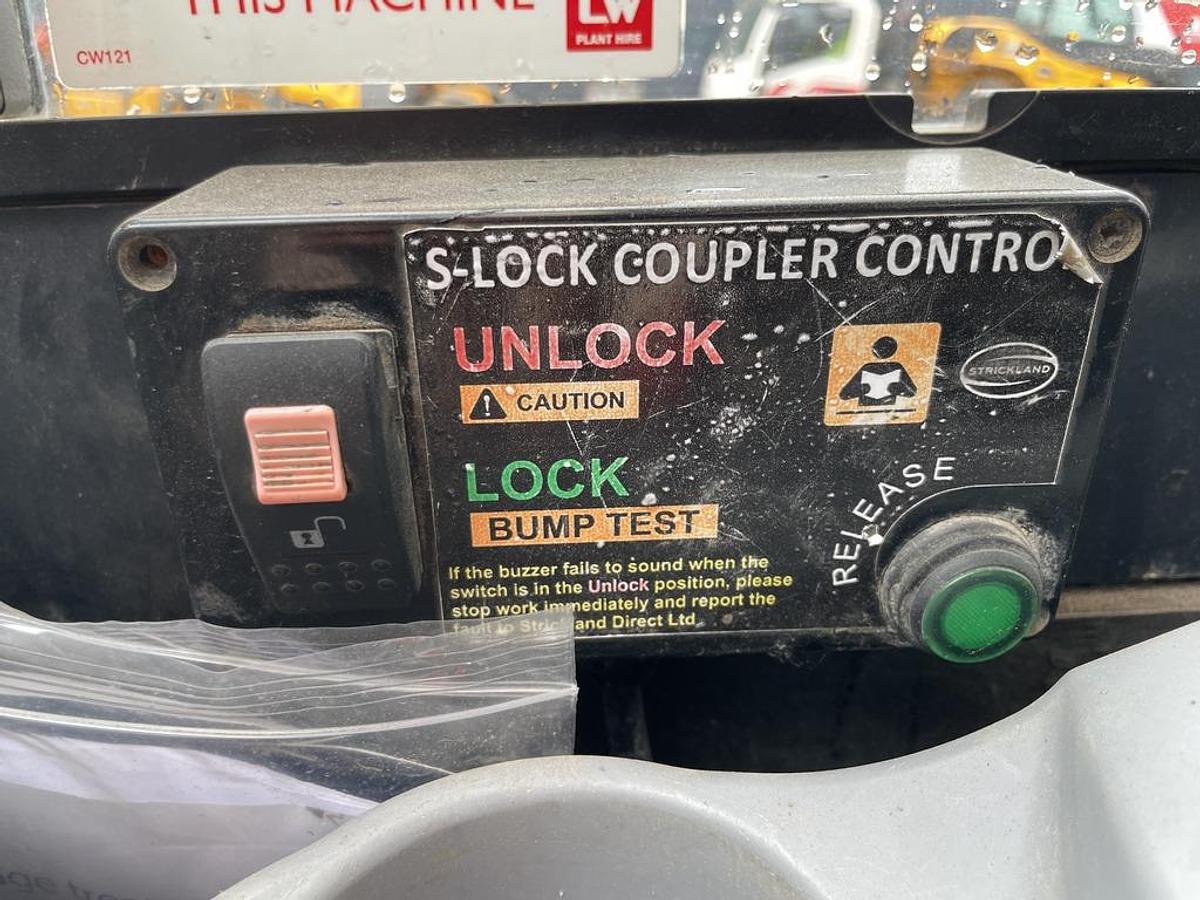 THIS MACHINE
CW121
LW
PLANT HIRE
S-LOCK COUPLER CONTRO
UNLOCK
CAUTION
STRICKLAND
LOCK
BUMP TEST
RELEASE
If the buzzer fails to sound when the
switch is in the Unlock position, please
stop work immediately and report the
fault to Strickland Direct Ltd